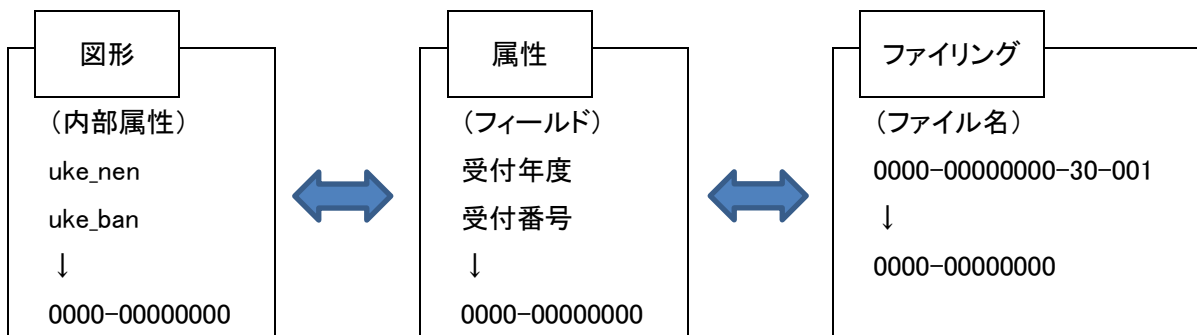 図形
(内部属性)
uke_nen
uke_ban
↓
0000-00000000
属性
(フィールド)
受付年度
受付番号
↓
0000-00000000
ファイリング
(ファイル名)
0000-00000000-30-001
↓
0000-00000000